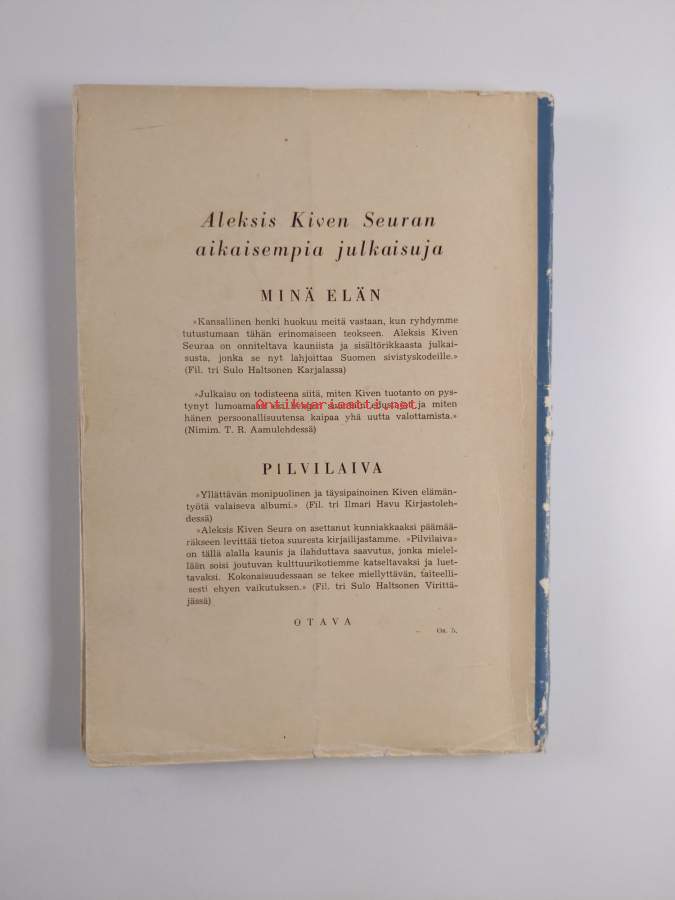 Aleksis Kiven Seuran
aikaisempia julkaisuja
MINÄ ELÄN
»Kansallinen henki huokuu meitä vastaan, kun ryhdymme
tutustumaan tähän erinomaiseen teokseen. Aleksis Kiven
Seuraa on onniteltava kauniista ja sisältörikkaasta julkai-
susta, jonka se nyt lahjoittaa Suomen sivistyskodeille.»
(Fil. tri Sulo Haltsonen Karjalassa)
»Julkaisu on todisteena siitä, miten Kiven tuotanto on pys-
tynyt lumoamaan ja miten
Antikvariaatti.net
hänen persoonallisuutensa kaipaa yhä uutta valottamista.»
(Nimim. T. R. Aamulehdessä)
PILVILAIVA
»Yllättävän monipuolinen ja täysipainoinen Kiven elämän-
työtä valaiseva albumi.» (Fil. tri Ilmari Havu Kirjastoleh-
dessä)
»Aleksis Kiven Seura on asettanut kunniakkaaksi päämää-
räkseen levittää tietoa suuresta kirjailijastamme. »Pilvilaiva»
on tällä alalla kaunis ja ilahduttava saavutus, jonka mielel-
lään soisi joutuvan kulttuurikotiemme katseltavaksi ja luet-
tavaksi. Kokonaisuudessaan se tekee miellyttävän, taiteelli-
sesti ehyen vaikutuksen.» (Fil. tri Sulo Haltsonen Virittä-
jässä)
OTAVA
Os. 5.